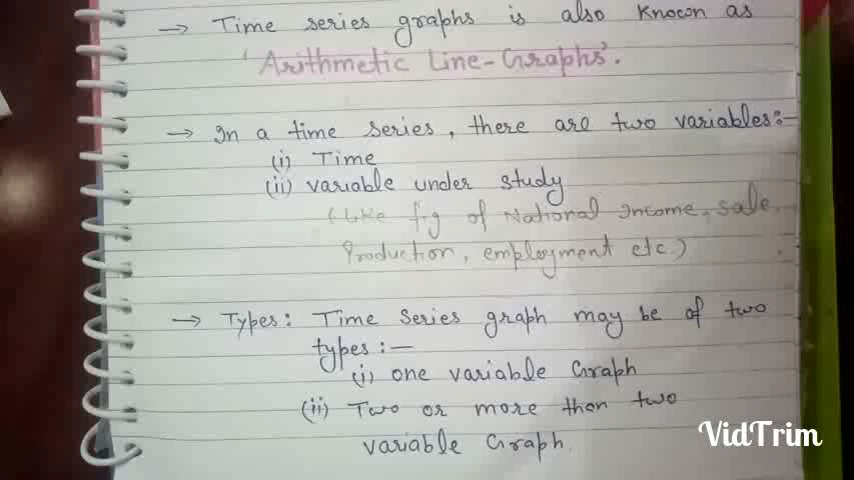 → Time series graphs is also known as
'Arithmetic Line-Graphs'.
→ In a time series, there are two variables:-
(i) Time
(ii) variable under study
(Like fig of National Income, sale,
Production, employment etc.)
→ Types: Time series graph may be of two
types:—
(i) one variable Graph
(ii) Two or more than two
variable Graph.
VidTrim